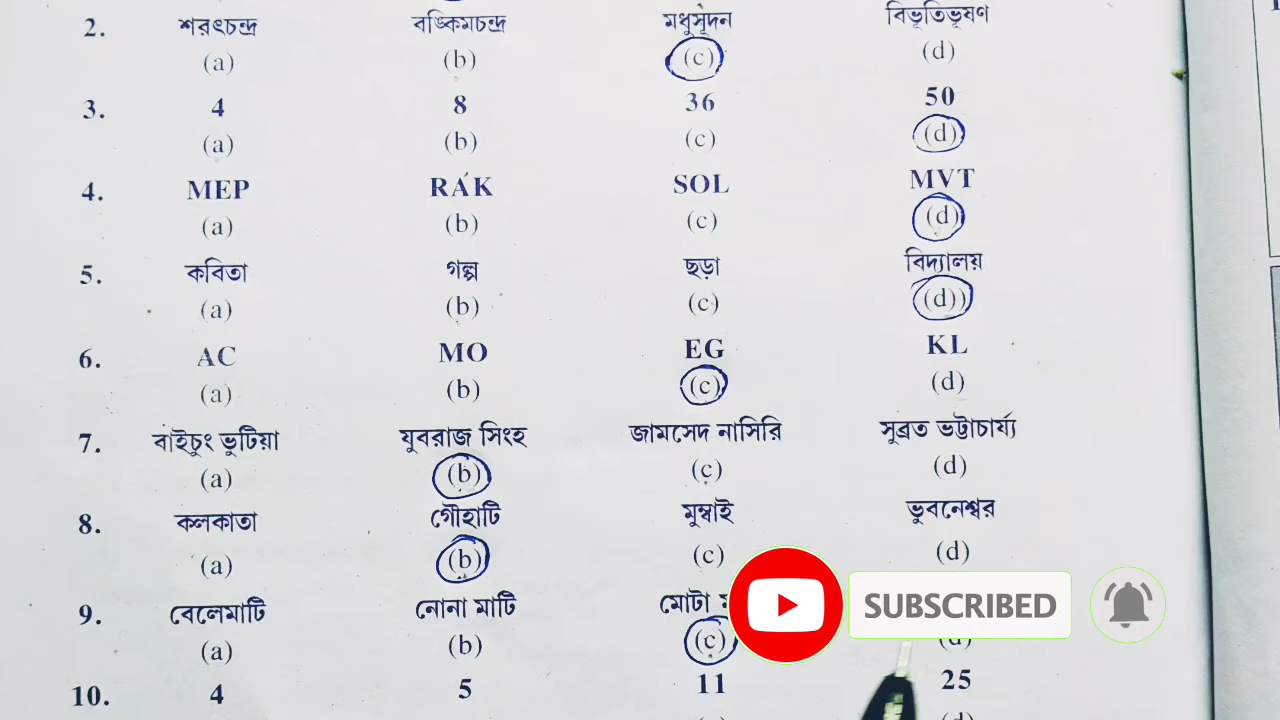 2. শরৎচন্দ্র বঙ্কিমচন্দ্র মধুসূদন বিভূতিভূষণ
(a) (b) (c) (d)
3. 4 8 36 50
(a) (b) (c) (d)
4. MEP RAK SOL MVT
(a) (b) (c) (d)
5. কবিতা গল্প ছড়া বিদ্যালয়
(a) (b) (c) (d))
6. AC MO EG KL
(a) (b) (c) (d)
7. বাইচুং ভুটিয়া যুবরাজ সিংহ জামসেদ নাসিরি সুব্রত ভট্টাচার্য্য
(a) (b) (c) (d)
8. কলকাতা গৌহাটি মুম্বাই ভুবনেশ্বর
(a) (b) (c) (d)
9. বেলেমাটি নোনা মাটি মোটা
(a) (b) (c) (d)
SUBSCRIBED
10. 4 5 11 25
(d)